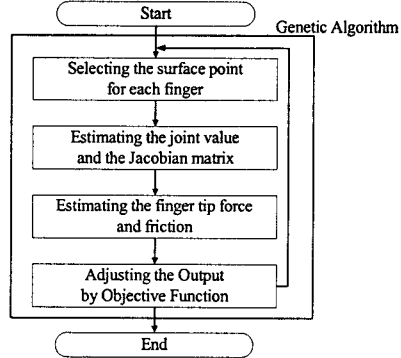 Start
Genetic Algorithm
Selecting the surface point
for each finger
Estimating the joint value
and the Jacobian matrix
Estimating the finger tip force
and friction
Adjusting the Output
by Objective Function
End